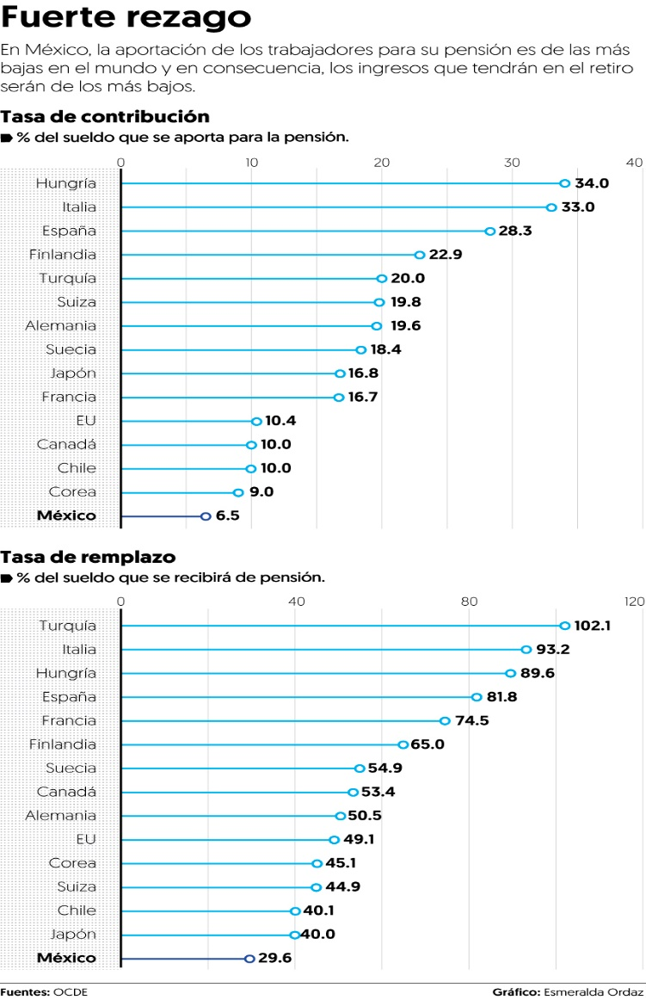 Fuerte rezago
En México, la aportación de los trabajadores para su pensión es de las más
bajas en el mundo y en consecuencia, los ingresos que tendrán en el retiro
serán de los más bajos.
Tasa de contribución
% del sueldo que se aporta para la pensión.
0 10 20 30 40
Hungría 34.0
Italia 33.0
España 28.3
Finlandia 22.9
Turquía 20.0
Suiza 19.8
Alemania 19.6
Suecia 18.4
Japón 16.8
Francia 16.7
EU 10.4
Canadá 10.0
Chile 10.0
Corea 9.0
México 6.5
Tasa de remplazo
% del sueldo que se recibirá de pensión.
0 40 80 120
Turquía 102.1
Italia 93.2
Hungría 89.6
España 81.8
Francia 74.5
Finlandia 65.0
Suecia 54.9
Canadá 53.4
Alemania 50.5
EU 49.1
Corea 45.1
Suiza 44.9
Chile 40.1
Japón 40.0
México 29.6
Fuentes: OCDE Gráfico: Esmeralda Ordaz